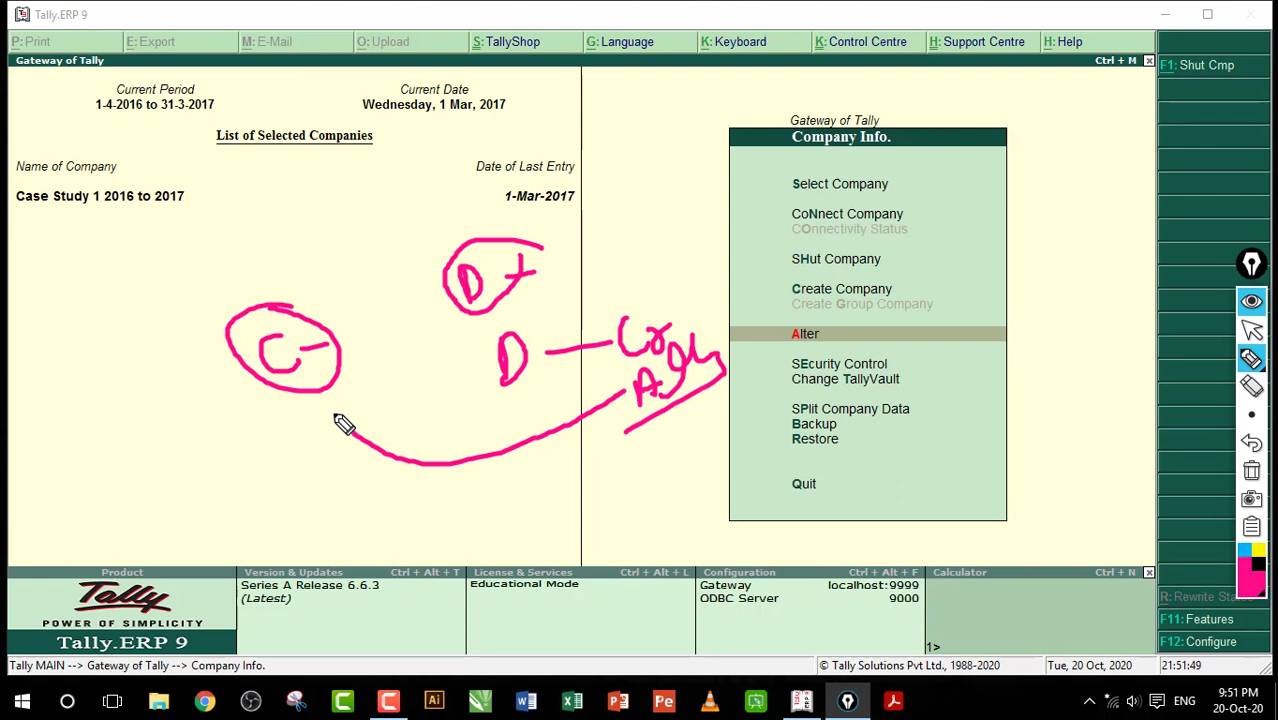 Tally.ERP 9
P: Print E: Export M: E-Mail O: Upload S: TallyShop G: Language K: Keyboard K: Control Centre H: Support Centre H: Help
Gateway of Tally Ctrl + M
F1: Shut Cmp
Current Period Current Date
1-4-2016 to 31-3-2017 Wednesday, 1 Mar, 2017
List of Selected Companies
Name of Company Date of Last Entry
Case Study 1 2016 to 2017 1-Mar-2017
Gateway of Tally
Company Info.
Select Company
CoNnect Company
COnnectivity Status
SHut Company
Create Company
Create Group Company
Alter
SEcurity Control
Change TallyVault
SPlit Company Data
Backup
Restore
Quit
D +
C -
D
A
Product Version & Updates Ctrl + Alt + T License & Services Ctrl + Alt + L Configuration Ctrl + Alt + F Calculator Ctrl + N
Tally
POWER OF SIMPLICITY
Tally.ERP 9
Series A Release 6.6.3
(Latest)
Educational Mode
Gateway localhost:9999
ODBC Server 9000
1>
F11: Features
F12: Configure
Tally MAIN --> Gateway of Tally --> Company Info. © Tally Solutions Pvt Ltd., 1988-2020 Tue, 20 Oct, 2020 21:51:49
ENG 9:51 PM
20-Oct-20